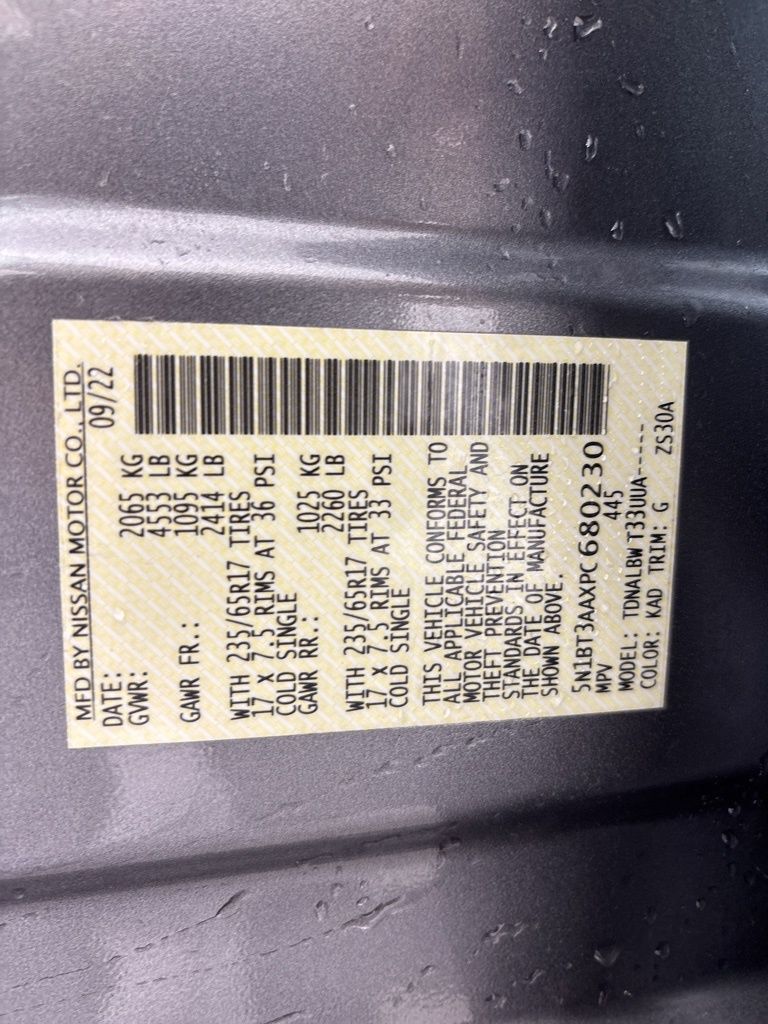 MFD BY NISSAN MOTOR CO., LTD.
DATE: 09/22
GVWR: 2065 KG
4553 LB
GAWR FR.: 1095 KG
2414 LB
WITH 235/65R17 TIRES
17 X 7.5 RIMS AT 36 PSI
COLD SINGLE
GAWR RR.: 1025 KG
2260 LB
WITH 235/65R17 TIRES
17 X 7.5 RIMS AT 33 PSI
COLD SINGLE
THIS VEHICLE CONFORMS TO
ALL APPLICABLE FEDERAL
MOTOR VEHICLE SAFETY AND
THEFT PREVENTION
STANDARDS IN EFFECT ON
THE DATE OF MANUFACTURE
SHOWN ABOVE.
5N1BT3AAXPC680230
MPV 445
MODEL: TDNALBWT33UUA-----
COLOR: KAD TRIM: G ZS30A